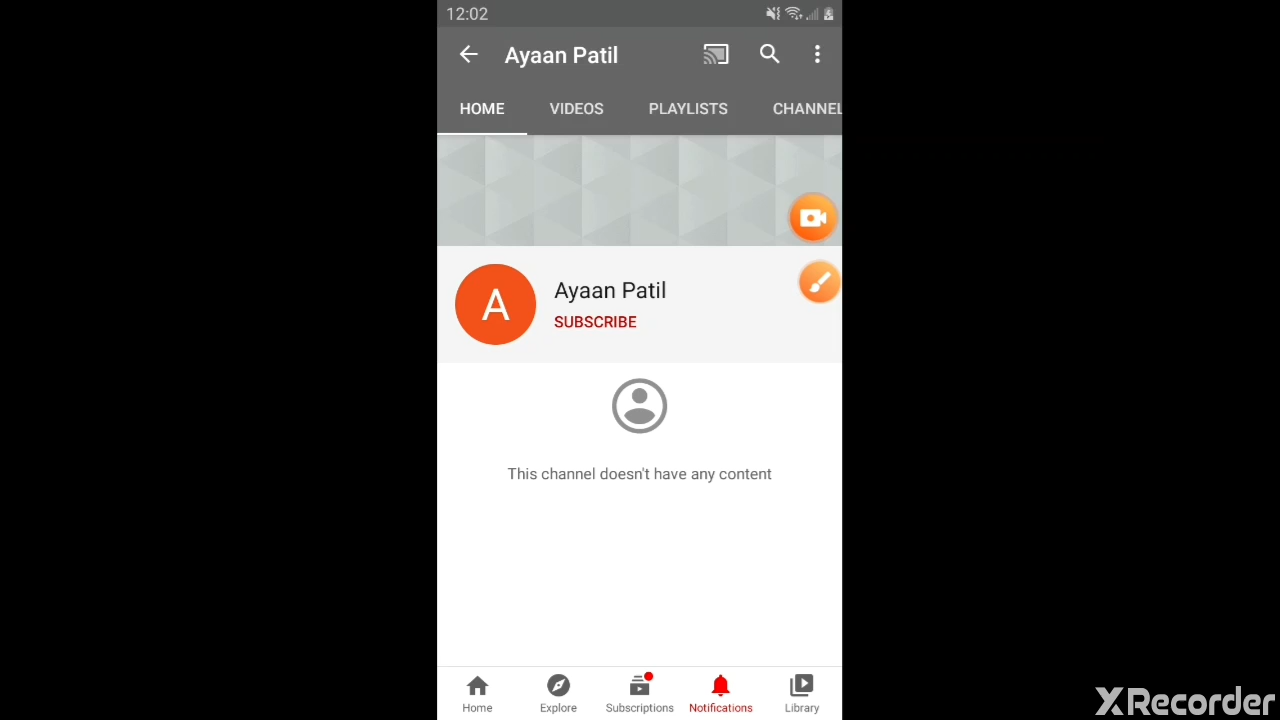 12:02
Ayaan Patil
HOME VIDEOS PLAYLISTS CHANNEL
A
Ayaan Patil
SUBSCRIBE
This channel doesn't have any content
Home Explore Subscriptions Notifications Library
XRecorder